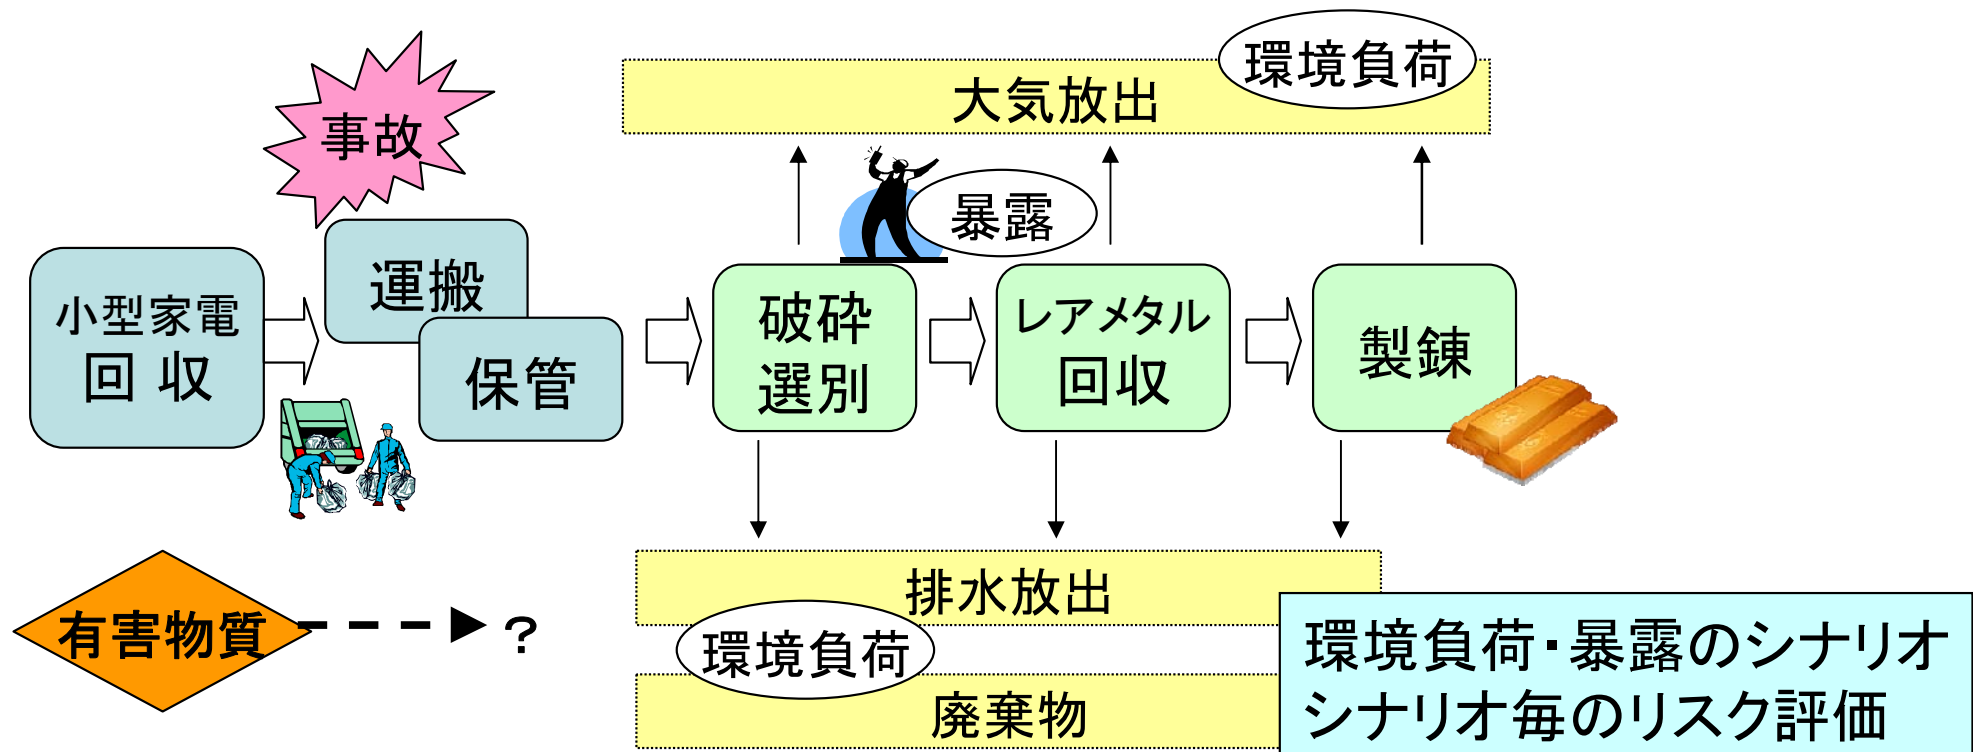 環境負荷
大気放出
事故
暴露
運搬
小型家電
回 収
保管
破砕
選別
レアメタル
回収
製錬
排水放出
有害物質
?
環境負荷
廃棄物
環境負荷・暴露のシナリオ
シナリオ毎のリスク評価